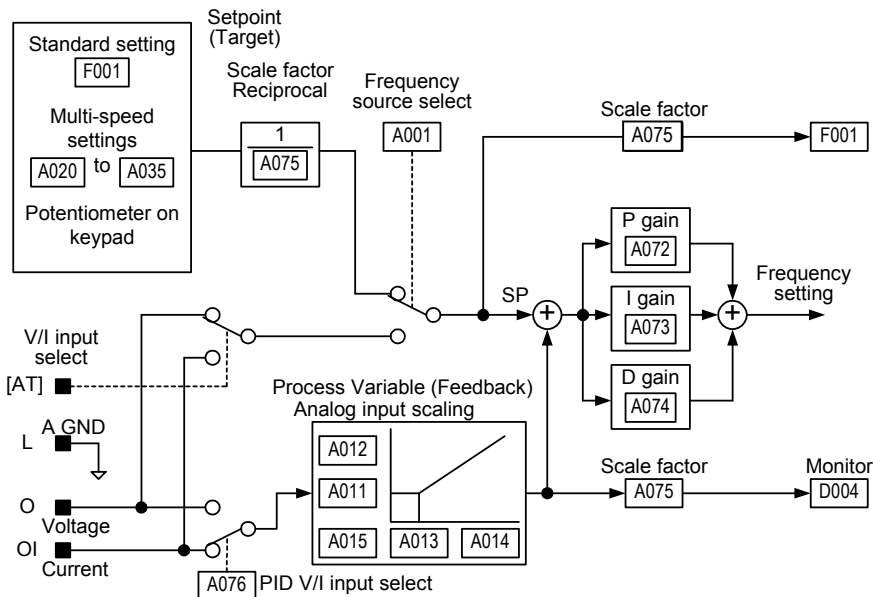 Setpoint
(Target)
Standard setting
F001
Multi-speed
settings
A020 to A035
Potentiometer on
keypad
Scale factor
Reciprocal
1
A075
Frequency
source select
A001
Scale factor
A075
F001
P gain
A072
I gain
A073
D gain
A074
SP
+
+
Frequency
setting
V/I input
select
[AT]
A GND
L
O
Voltage
OI
Current
Process Variable (Feedback)
Analog input scaling
A012
A011
A015
A013
A014
A076
PID V/I input select
Scale factor
A075
Monitor
D004